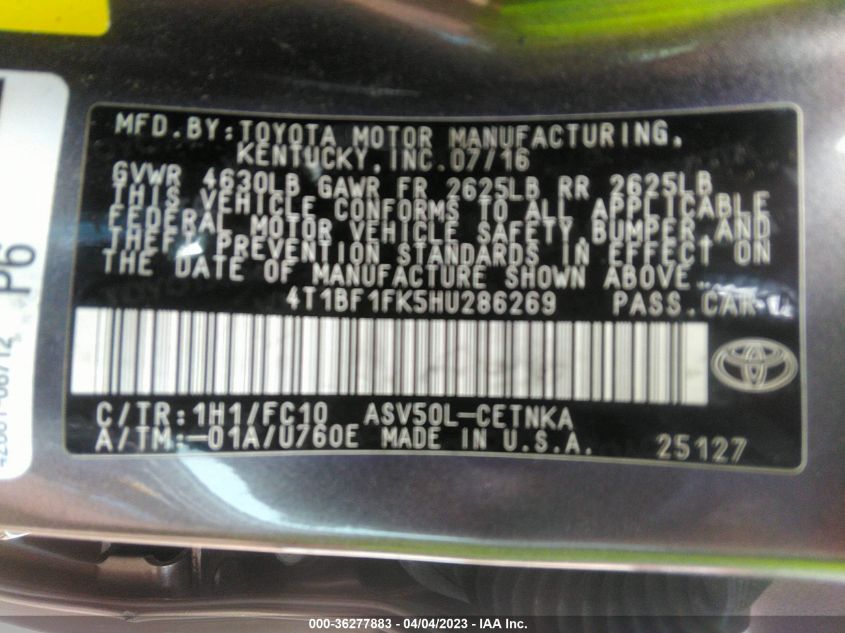 MFD.BY:TOYOTA MOTOR MANUFACTURING,
KENTUCKY, INC.07/16
GVWR 4630LB GAWR FR 2625LB RR 2625LB
THIS VEHICLE CONFORMS TO ALL APPLICABLE
FEDERAL MOTOR VEHICLE SAFETY, BUMPER, AND
THEFT PREVENTION STANDARDS IN EFFECT ON
THE DATE OF MANUFACTURE SHOWN ABOVE.
4T1BF1FK5HU286269 PASS.CAR
C/TR:1H1/FC10 ASV50L-CETNKA
A/TM:-01A/U760E MADE IN U.S.A. 25127
P6
000-36277883 - 04/04/2023 - IAA Inc.